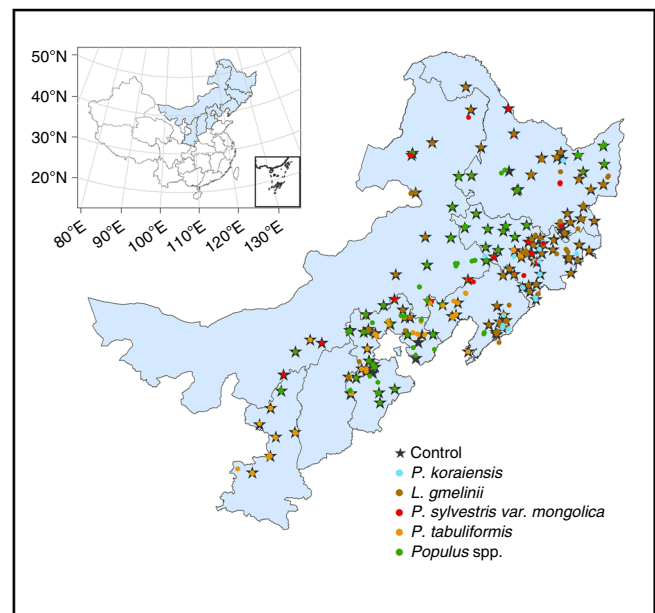 50°N
40°N
30°N
20°N
80°E
90°E
100°E
110°E
120°E
130°E
Control
P. koraiensis
L. gmelinii
P. sylvestris var. mongolica
P. tabuliformis
Populus spp.